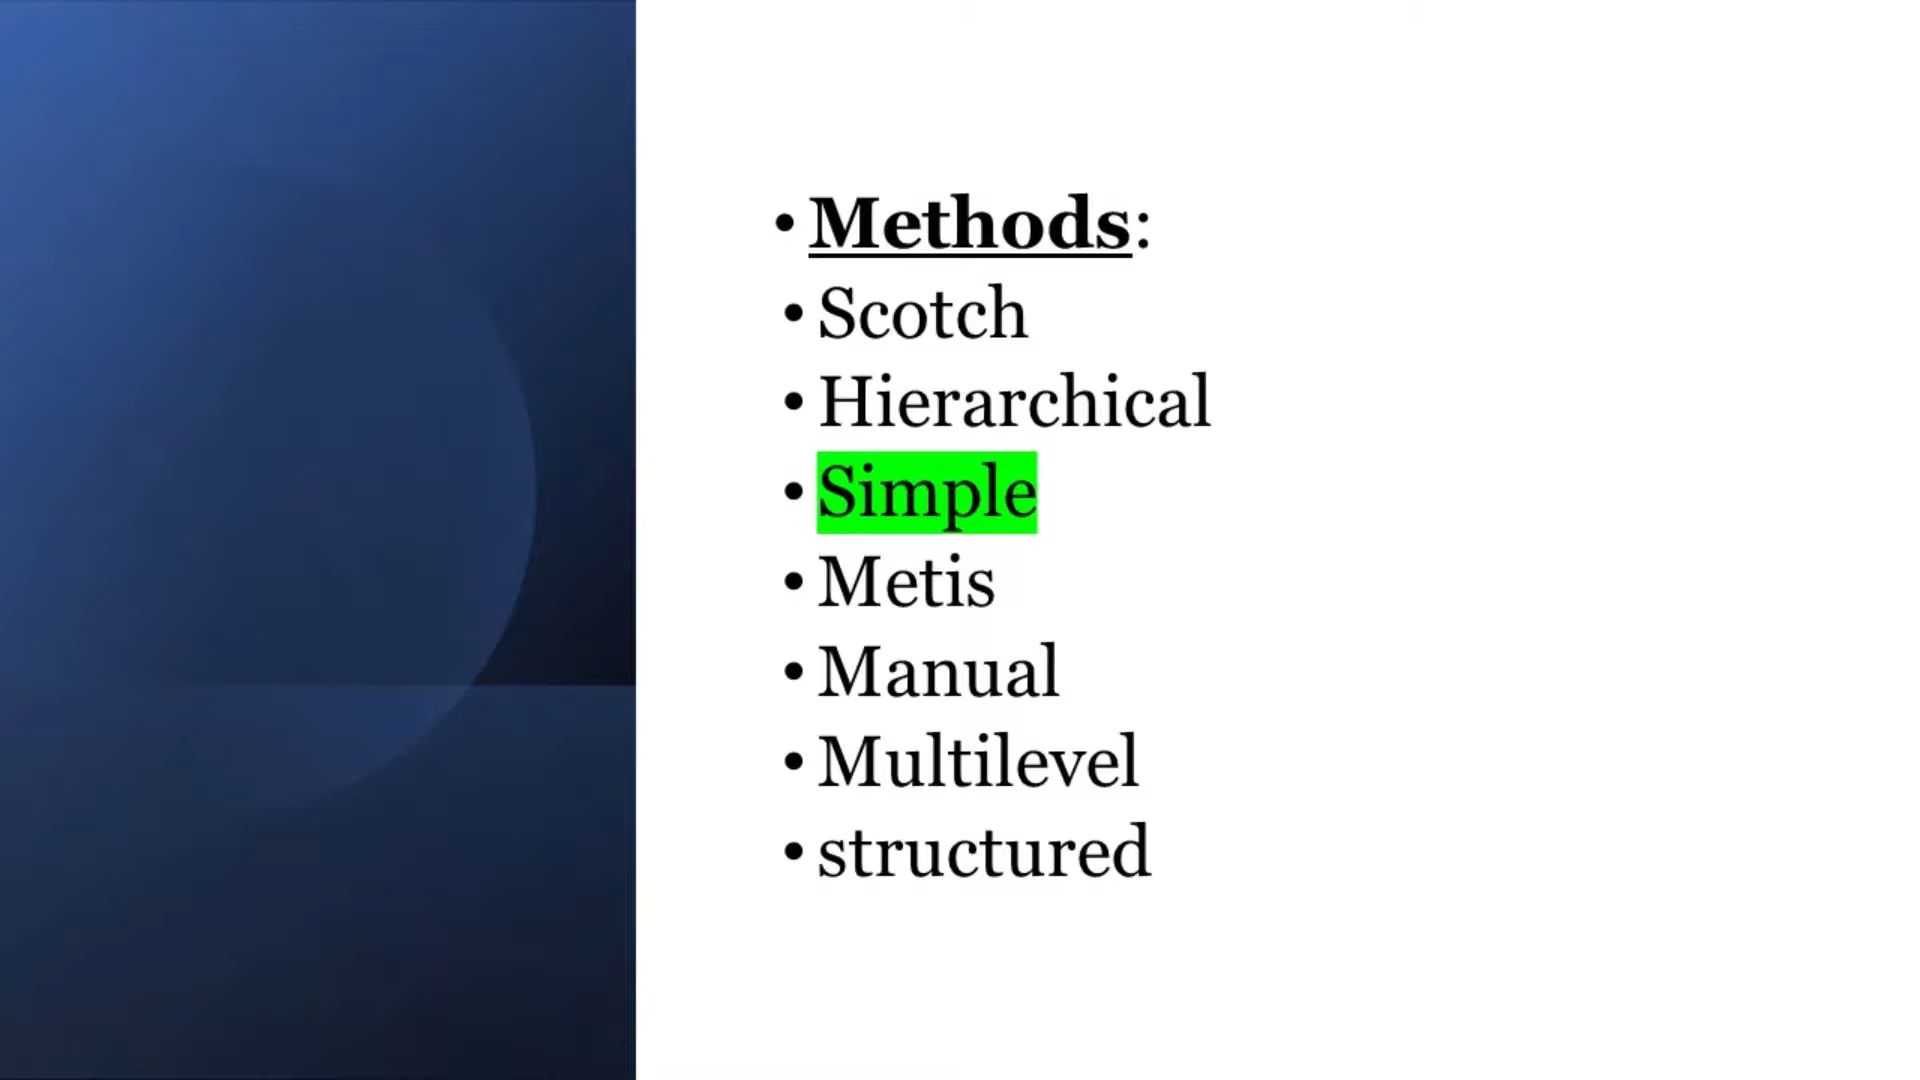 • Methods:
• Scotch
• Hierarchical
• Simple
• Metis
• Manual
• Multilevel
• structured